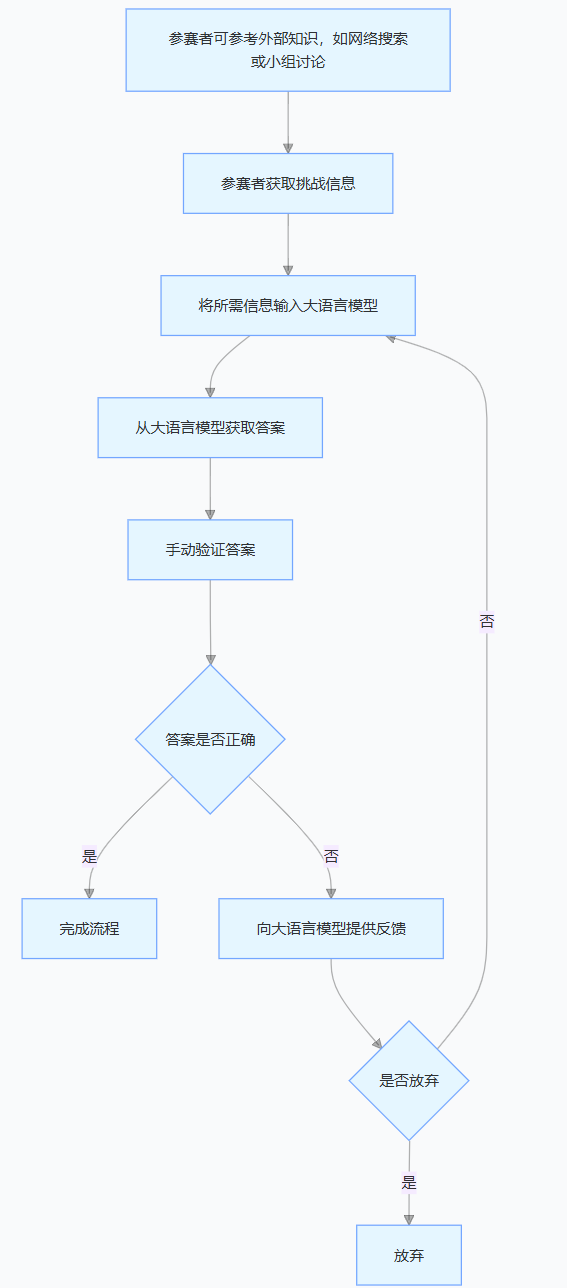 参赛者可参考外部知识，如网络搜索
或小组讨论
参赛者获取挑战信息
将所需信息输入大语言模型
从大语言模型获取答案
手动验证答案
否
答案是否正确
是
否
完成流程
向大语言模型提供反馈
是否放弃
是
放弃